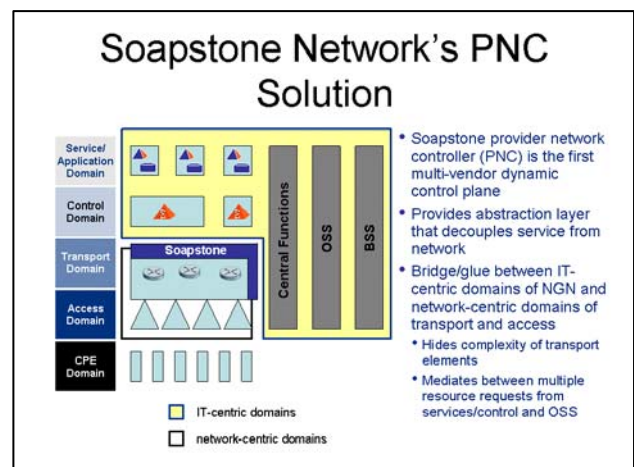 Soapstone Network's PNC
Solution
Service/
Application
Domain
Control
Domain
Transport
Domain
Access
Domain
CPE
Domain
Soapstone
Central Functions
OSS
BSS
IT-centric domains
network-centric domains
• Soapstone provider network
controller (PNC) is the first
multi-vendor dynamic
control plane
• Provides abstraction layer
that decouples service from
network
• Bridge/glue between IT-
centric domains of NGN and
network-centric domains of
transport and access
• Hides complexity of transport
elements
• Mediates between multiple
resource requests from
services/control and OSS